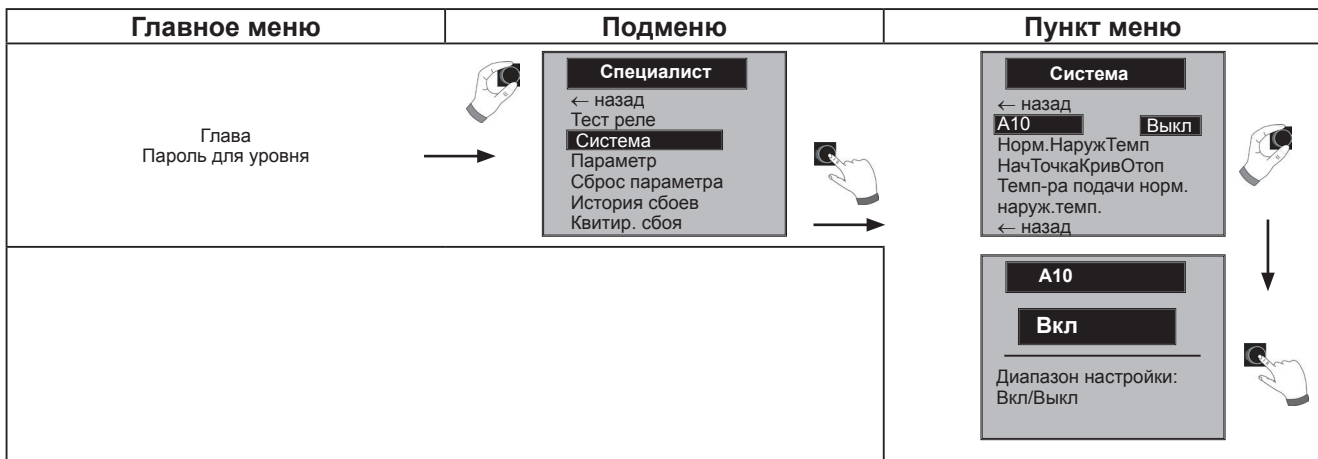 Главное меню
Подменю
Пункт меню
Глава
Пароль для уровня
Специалист
← назад
Тест реле
Система
Параметр
Сброс параметра
История сбоев
Квитир. сбоя
Система
← назад
A10 Выкл
Норм.НаружТемп
НачТочкаКривОтоп
Темп-ра подачи норм.
наруж.темп.
← назад
A10
Вкл
Диапазон настройки:
Вкл/Выкл